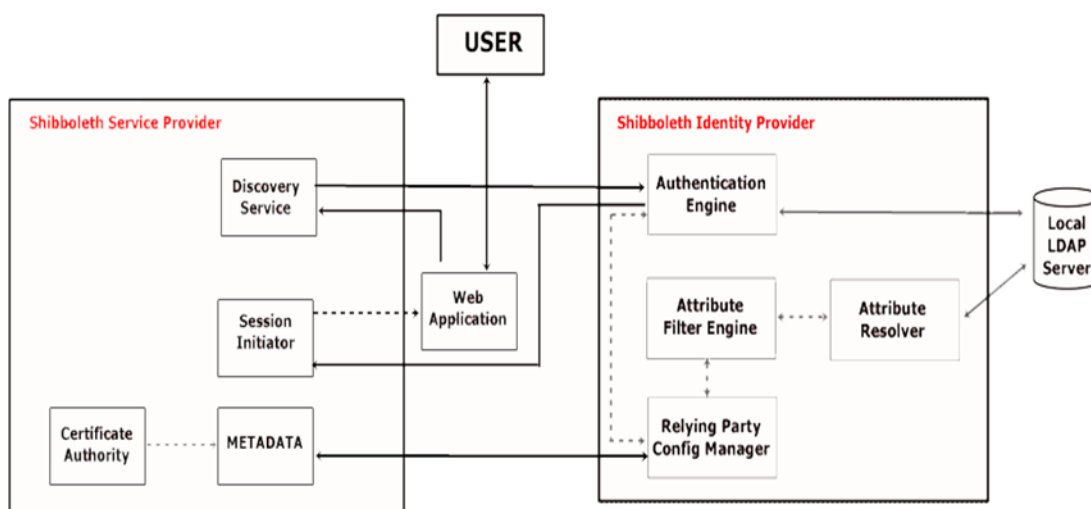 USER
Shibboleth Service Provider
Discovery
Service
Web
Application
Session
Initiator
Certificate
Authority
METADATA
Shibboleth Identity Provider
Authentication
Engine
Attribute
Filter Engine
Attribute
Resolver
Relying Party
Config Manager
Local
LDAP
Server